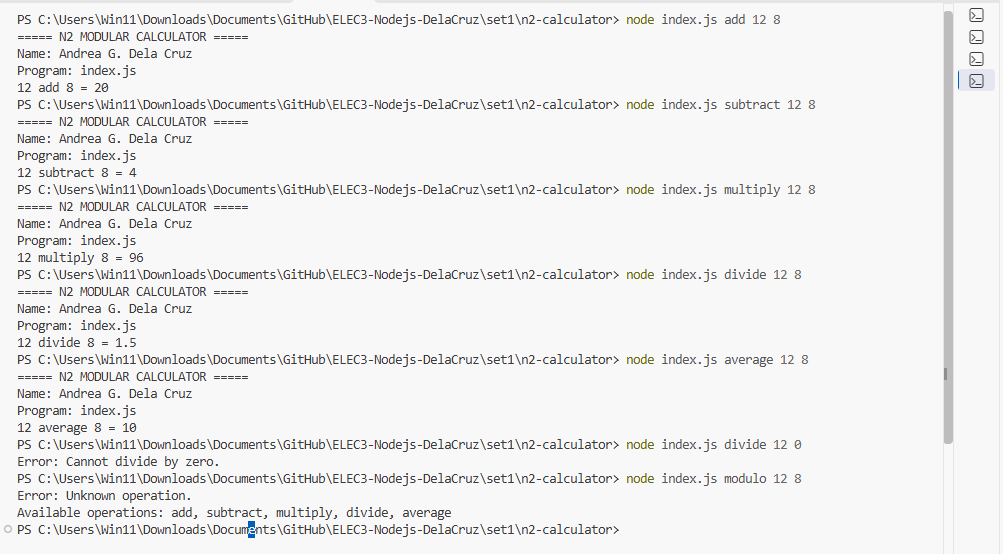 PS C:\Users\Win11\Downloads\Documents\GitHub\ELEC3-Nodejs-DelaCruz\set1\n2-calculator> node index.js add 12 8
===== N2 MODULAR CALCULATOR =====
Name: Andrea G. Dela Cruz
Program: index.js
12 add 8 = 20
PS C:\Users\Win11\Downloads\Documents\GitHub\ELEC3-Nodejs-DelaCruz\set1\n2-calculator> node index.js subtract 12 8
===== N2 MODULAR CALCULATOR =====
Name: Andrea G. Dela Cruz
Program: index.js
12 subtract 8 = 4
PS C:\Users\Win11\Downloads\Documents\GitHub\ELEC3-Nodejs-DelaCruz\set1\n2-calculator> node index.js multiply 12 8
===== N2 MODULAR CALCULATOR =====
Name: Andrea G. Dela Cruz
Program: index.js
12 multiply 8 = 96
PS C:\Users\Win11\Downloads\Documents\GitHub\ELEC3-Nodejs-DelaCruz\set1\n2-calculator> node index.js divide 12 8
===== N2 MODULAR CALCULATOR =====
Name: Andrea G. Dela Cruz
Program: index.js
12 divide 8 = 1.5
PS C:\Users\Win11\Downloads\Documents\GitHub\ELEC3-Nodejs-DelaCruz\set1\n2-calculator> node index.js average 12 8
===== N2 MODULAR CALCULATOR =====
Name: Andrea G. Dela Cruz
Program: index.js
12 average 8 = 10
PS C:\Users\Win11\Downloads\Documents\GitHub\ELEC3-Nodejs-DelaCruz\set1\n2-calculator> node index.js divide 12 0
Error: Cannot divide by zero.
PS C:\Users\Win11\Downloads\Documents\GitHub\ELEC3-Nodejs-DelaCruz\set1\n2-calculator> node index.js modulo 12 8
Error: Unknown operation.
Available operations: add, subtract, multiply, divide, average
PS C:\Users\Win11\Downloads\Documents\GitHub\ELEC3-Nodejs-DelaCruz\set1\n2-calculator>